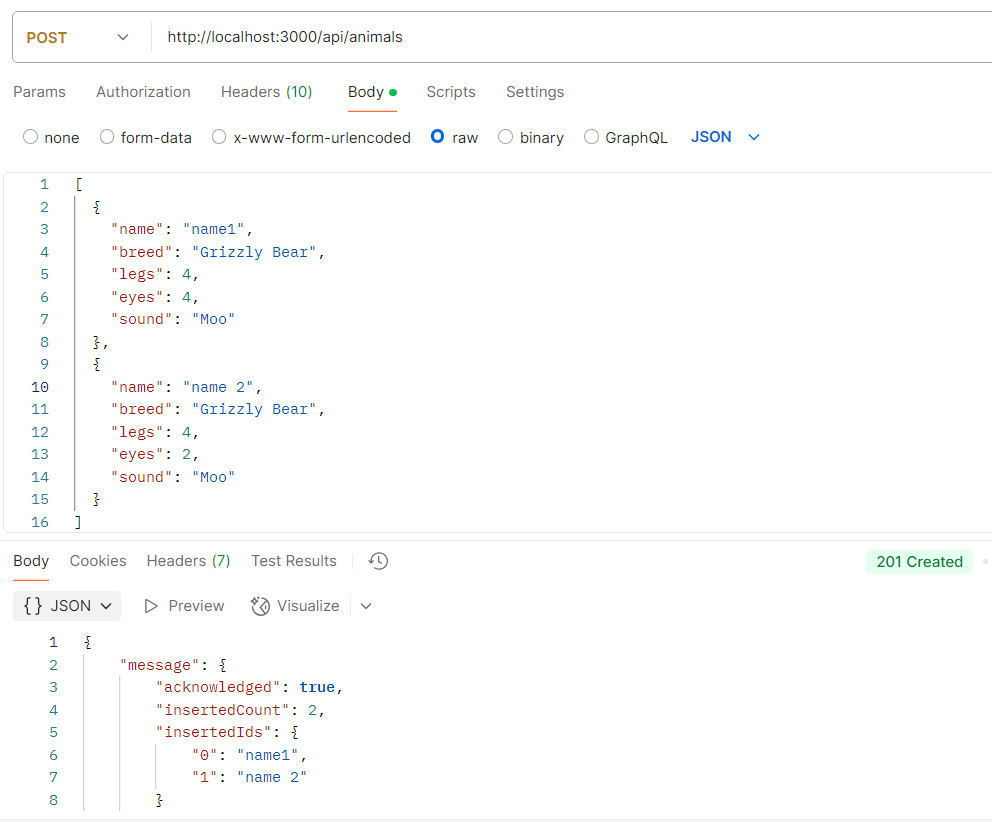 POST http://localhost:3000/api/animals
Params Authorization Headers (10) Body Scripts Settings
none form-data x-www-form-urlencoded raw binary GraphQL JSON
1 [
2 {
3 "name": "name1",
4 "breed": "Grizzly Bear",
5 "legs": 4,
6 "eyes": 4,
7 "sound": "Moo"
8 },
9 {
10 "name": "name 2",
11 "breed": "Grizzly Bear",
12 "legs": 4,
13 "eyes": 2,
14 "sound": "Moo"
15 }
16 ]
Body Cookies Headers (7) Test Results 201 Created
{} JSON Preview Visualize
1 {
2 "message": {
3 "acknowledged": true,
4 "insertedCount": 2,
5 "insertedIds": {
6 "0": "name1",
7 "1": "name 2"
8 }